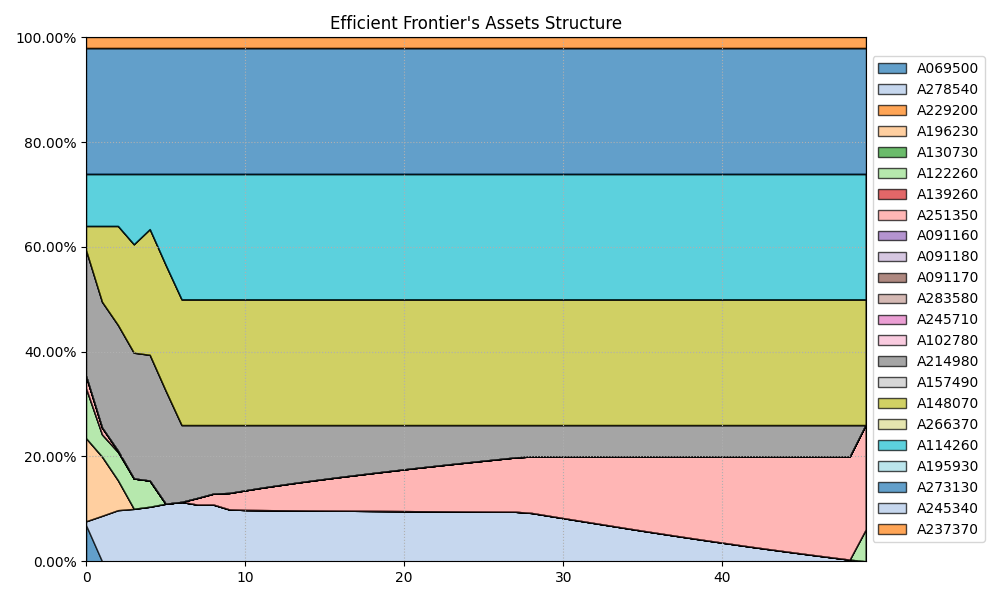 Efficient Frontier's Assets Structure
100.00%
80.00%
60.00%
40.00%
20.00%
0.00%
0
10
20
30
40
A069500
A278540
A229200
A196230
A130730
A122260
A139260
A251350
A091160
A091180
A091170
A283580
A245710
A102780
A214980
A157490
A148070
A266370
A114260
A195930
A273130
A245340
A237370